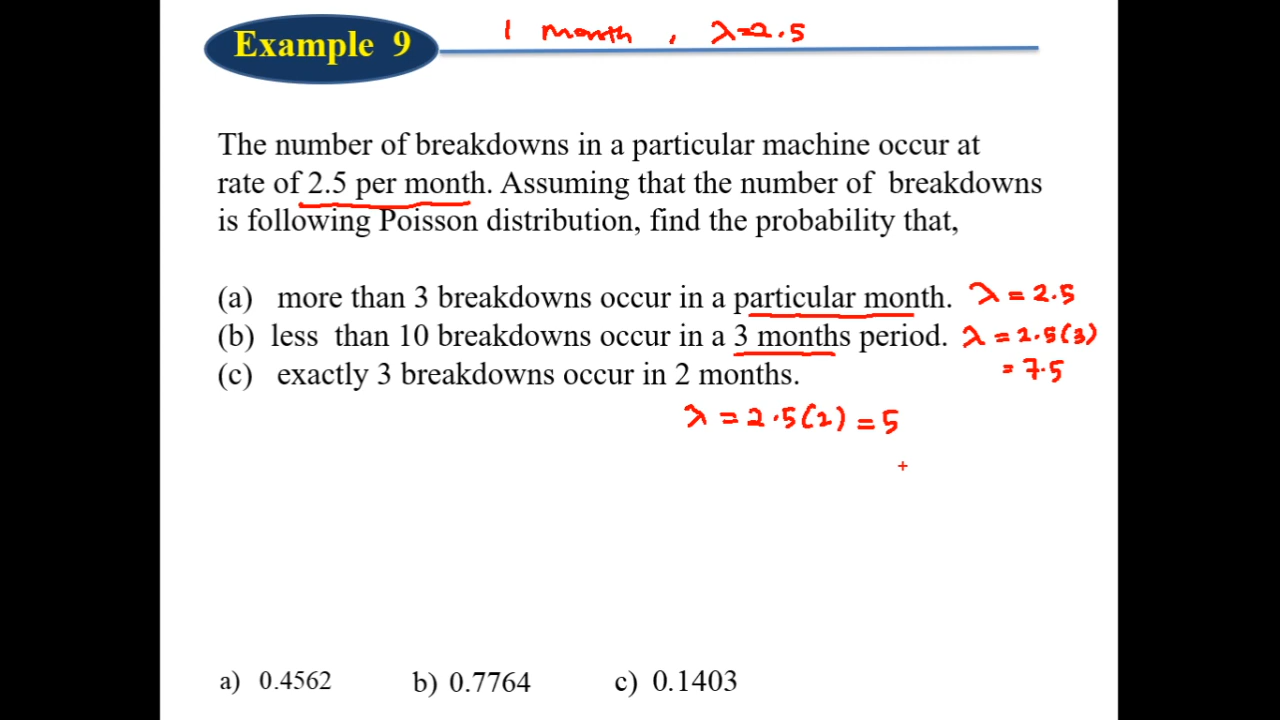 Example 9
1 month , λ=2.5
The number of breakdowns in a particular machine occur at
rate of 2.5 per month. Assuming that the number of breakdowns
is following Poisson distribution, find the probability that,
(a) more than 3 breakdowns occur in a particular month. λ = 2.5
(b) less than 10 breakdowns occur in a 3 months period. λ = 2.5(3)
= 7.5
(c) exactly 3 breakdowns occur in 2 months.
λ = 2.5(2) = 5
a) 0.4562 b) 0.7764 c) 0.1403